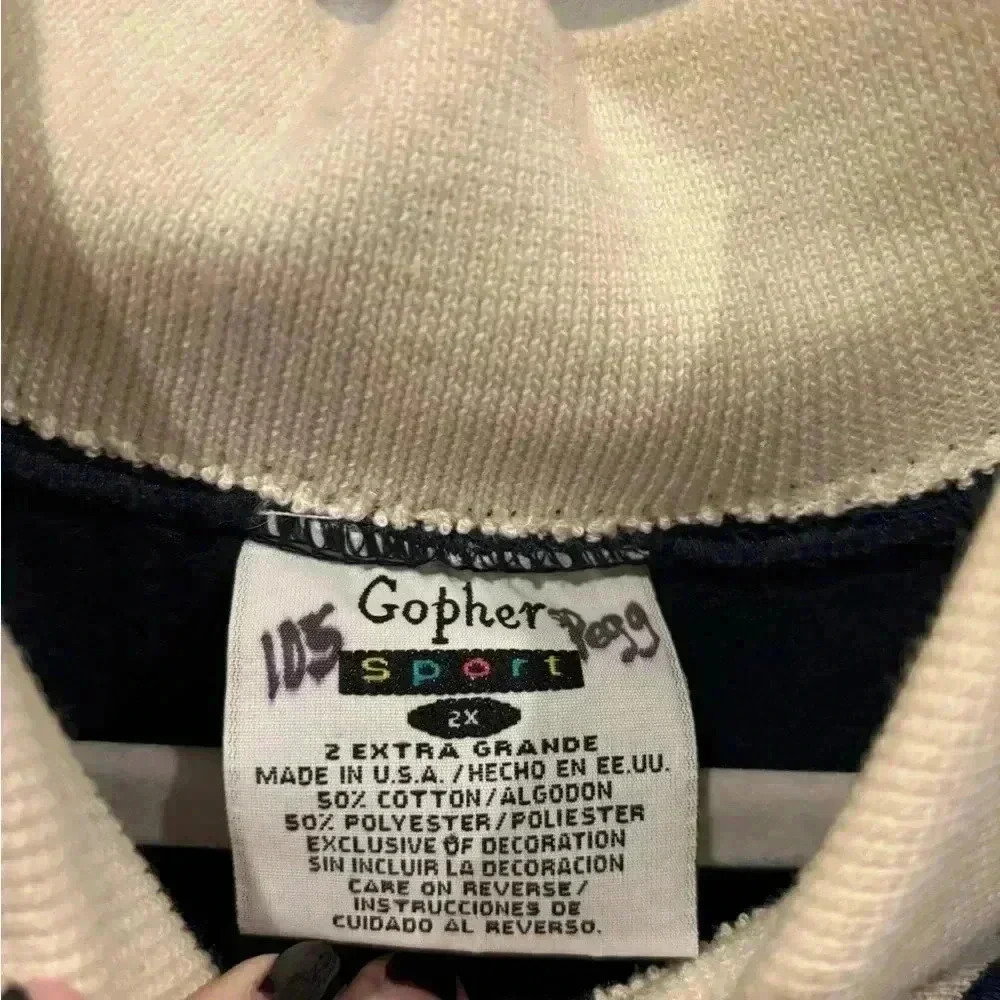 Gopher
105
Pegg
sport
2X
2 EXTRA GRANDE
MADE IN U.S.A. / HECHO EN EE.UU.
50% COTTON/ALGODON
50% POLYESTER/POLIESTER
EXCLUSIVE OF DECORATION
SIN INCLUIR LA DECORACION
CARE ON REVERSE/
INSTRUCCIONES DE
CUIDADO AL REVERSO.